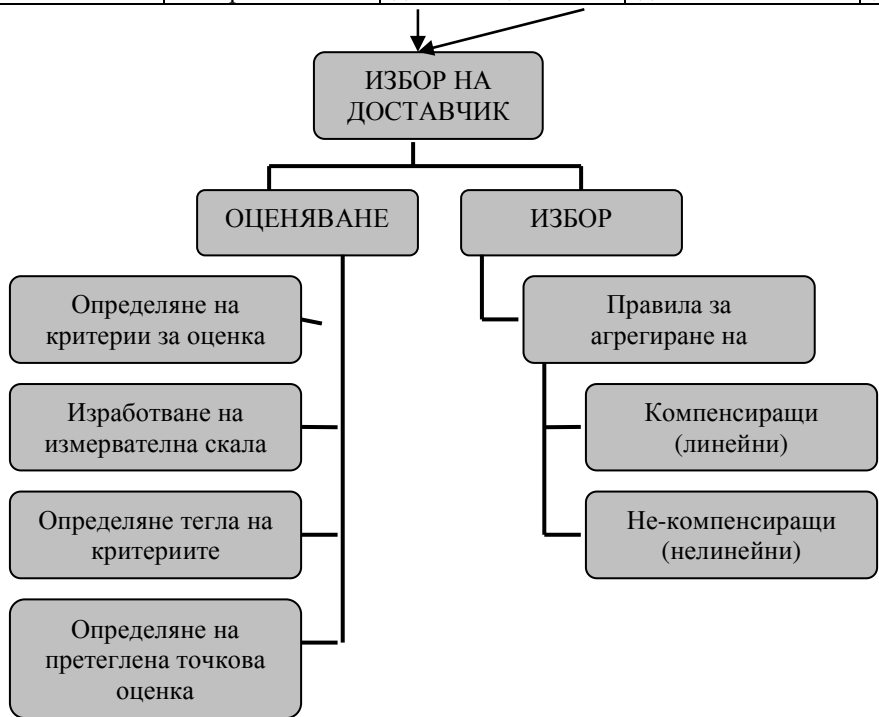 ИЗБОР НА
ДОСТАВЧИК
ОЦЕНЯВАНЕ
ИЗБОР
Определяне на
критерии за оценка
Правила за
агрегиране на
Изработване на
измервателна скала
Компенсиращи
(линейни)
Определяне тегла на
критериите
Не-компенсиращи
(нелинейни)
Определяне на
претеглена точкова
оценка